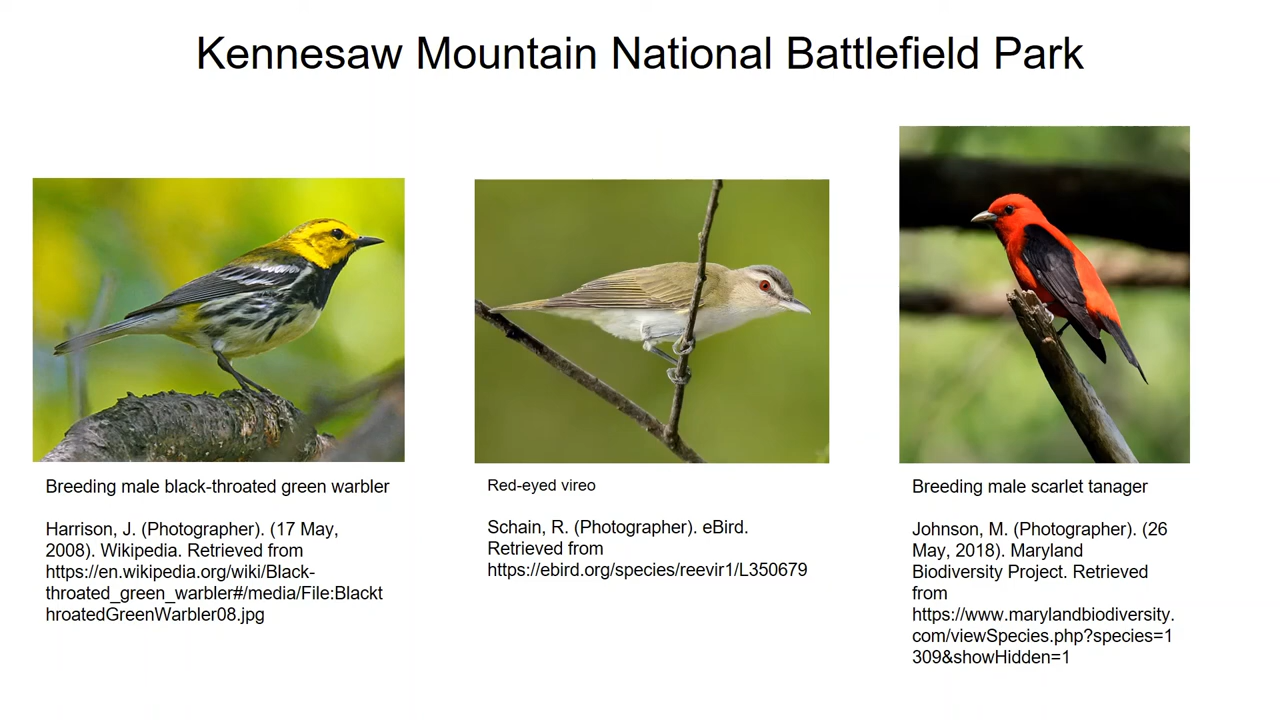 Kennesaw Mountain National Battlefield Park
Breeding male black-throated green warbler
Harrison, J. (Photographer). (17 May,
2008). Wikipedia. Retrieved from
https://en.wikipedia.org/wiki/Black-
throated_green_warbler#/media/File:Blackt
hroatedGreenWarbler08.jpg
Red-eyed vireo
Schain, R. (Photographer). eBird.
Retrieved from
https://ebird.org/species/reevir1/L350679
Breeding male scarlet tanager
Johnson, M. (Photographer). (26
May, 2018). Maryland
Biodiversity Project. Retrieved
from
https://www.marylandbiodiversity.
com/viewSpecies.php?species=1
309&showHidden=1